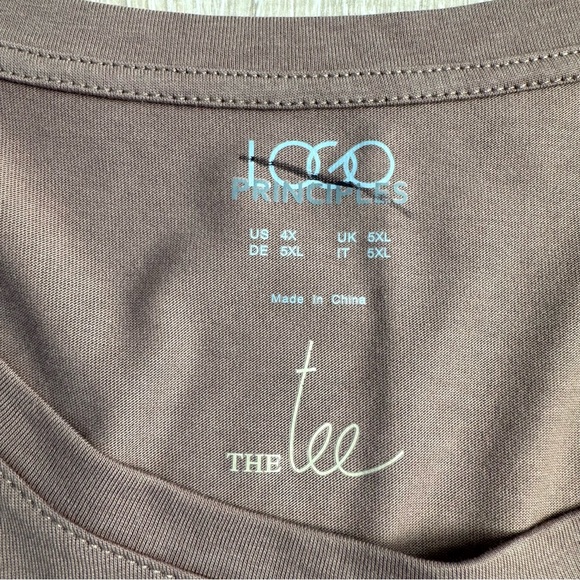 LOGO
PRINCIPLES
US 4X UK 5XL
DE 5XL IT 5XL
Made in China
THE tee